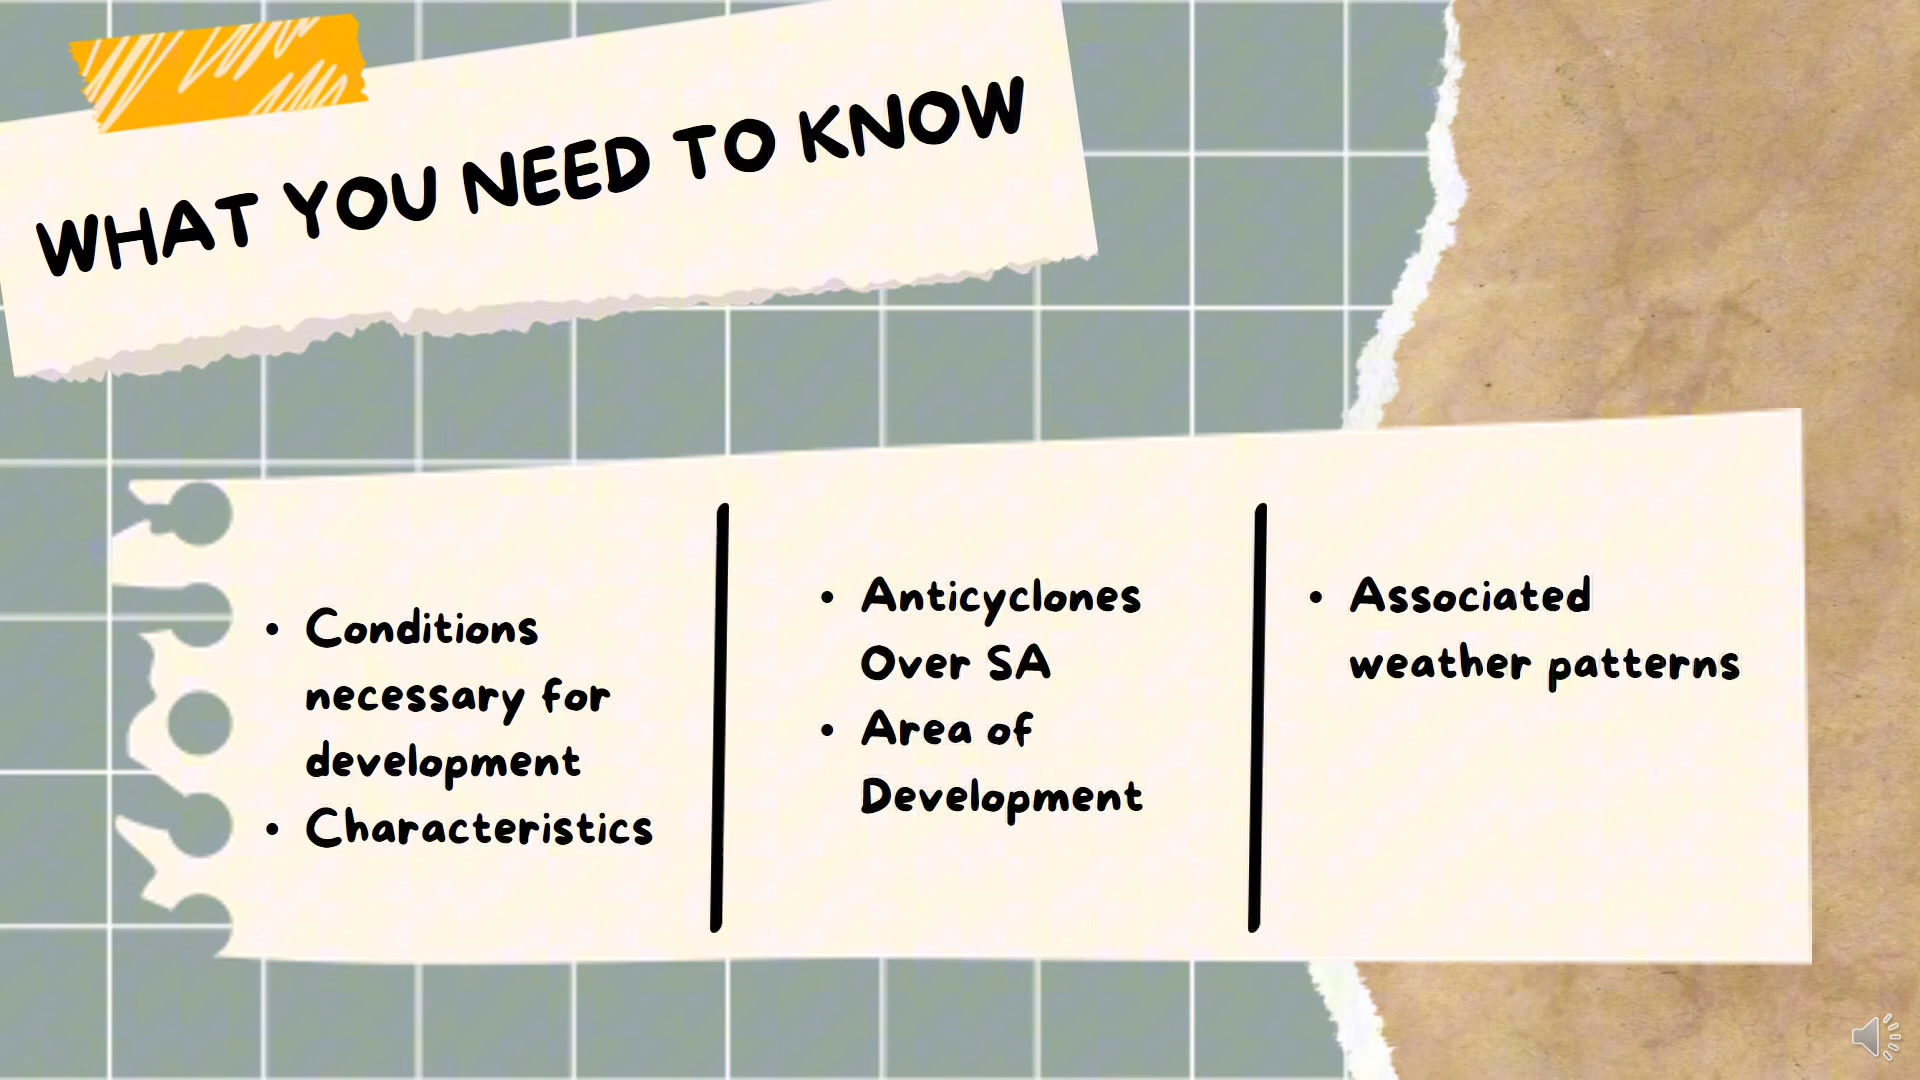 WHAT YOU NEED TO KNOW
• Conditions
necessary for
development
• Characteristics
• Anticyclones
Over SA
• Area of
Development
• Associated
weather patterns